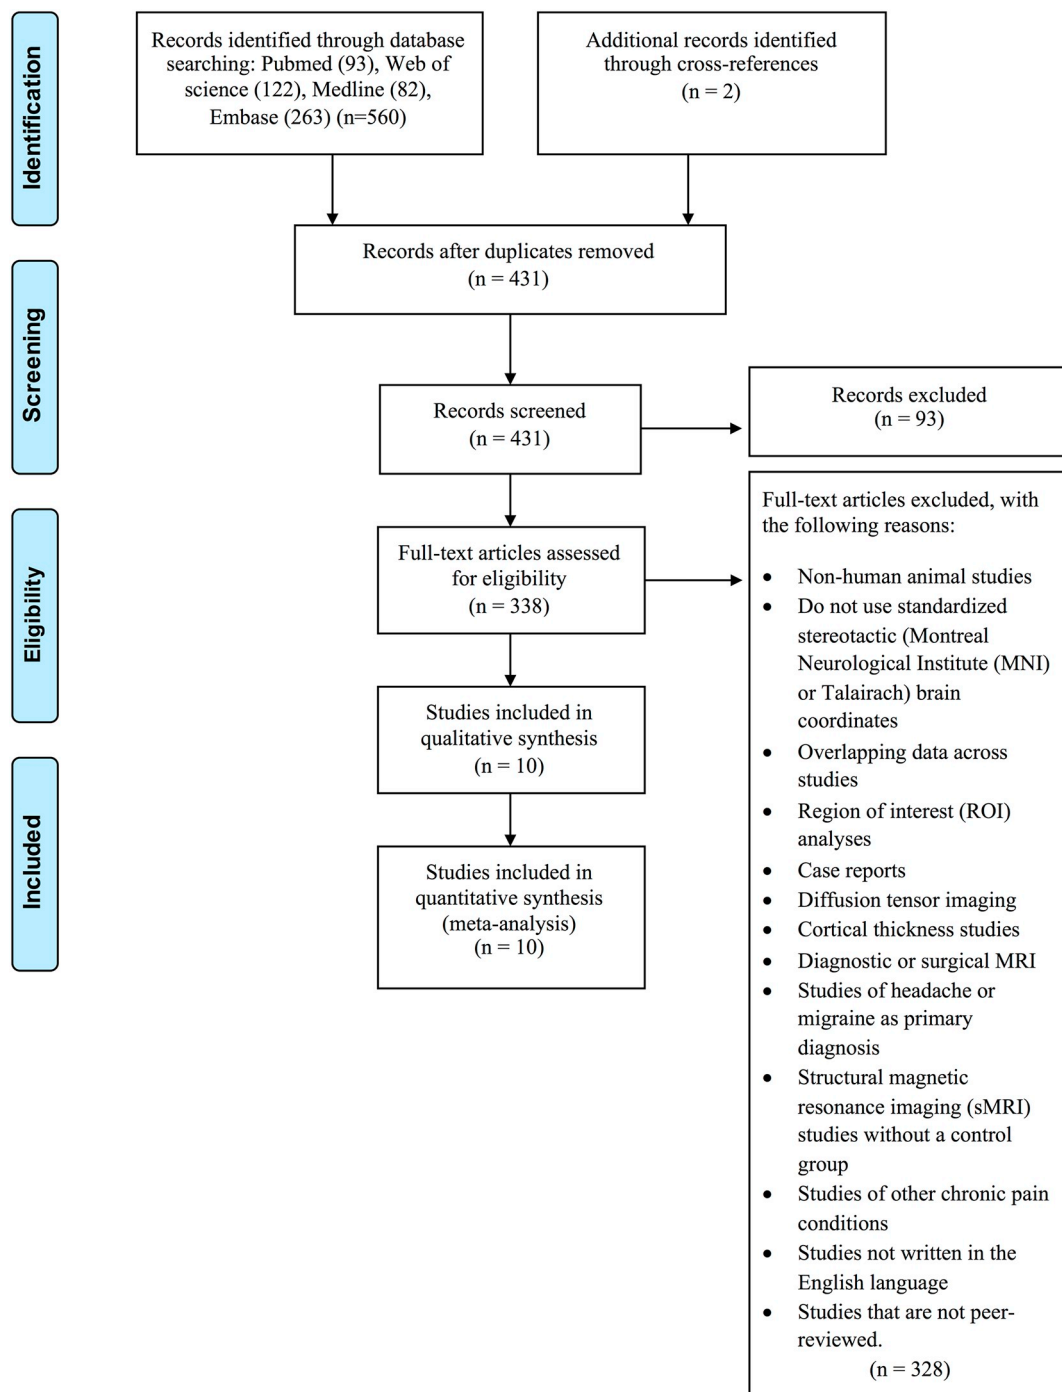 Identification
Records identified through database
searching: Pubmed (93), Web of
science (122), Medline (82),
Embase (263) (n=560)
Additional records identified
through cross-references
(n = 2)
Records after duplicates removed
(n = 431)
Screening
Records screened
(n = 431)
Records excluded
(n = 93)
Eligibility
Full-text articles assessed
for eligibility
(n = 338)
Full-text articles excluded, with
the following reasons:
• Non-human animal studies
• Do not use standardized
stereotactic (Montreal
Neurological Institute (MNI)
or Talairach) brain
coordinates
• Overlapping data across
studies
• Region of interest (ROI)
analyses
• Case reports
• Diffusion tensor imaging
• Cortical thickness studies
• Diagnostic or surgical MRI
• Studies of headache or
migraine as primary
diagnosis
• Structural magnetic
resonance imaging (sMRI)
studies without a control
group
• Studies of other chronic pain
conditions
• Studies not written in the
English language
• Studies that are not peer-
reviewed.
(n = 328)
Studies included in
qualitative synthesis
(n = 10)
Included
Studies included in
quantitative synthesis
(meta-analysis)
(n = 10)